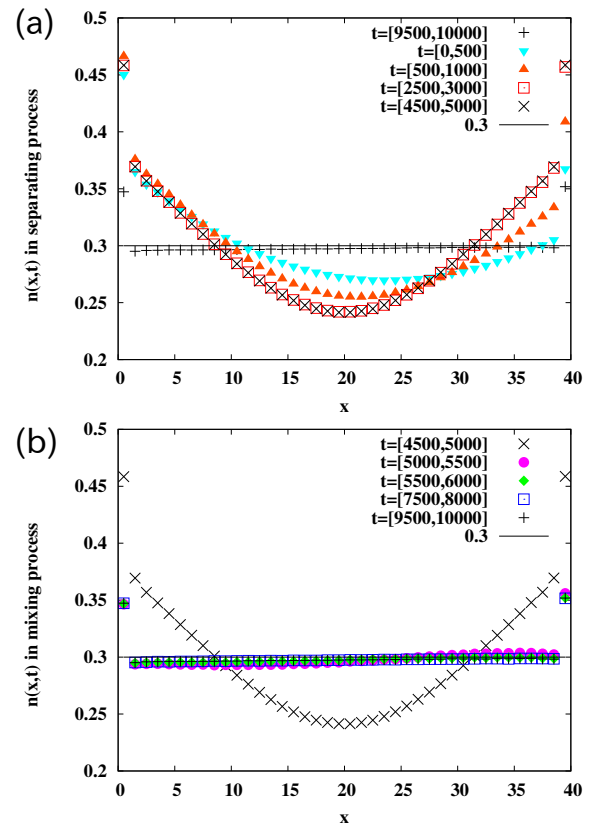 (a)
t=[9500,10000]
t=[0,500]
t=[500,1000]
t=[2500,3000]
t=[4500,5000]
0.3
n(x,t) in separating process
0.5
0.45
0.4
0.35
0.3
0.25
0.2
0 5 10 15 20 25 30 35 40
x
(b)
t=[4500,5000]
t=[5000,5500]
t=[5500,6000]
t=[7500,8000]
t=[9500,10000]
0.3
n(x,t) in mixing process
0.5
0.45
0.4
0.35
0.3
0.25
0.2
0 5 10 15 20 25 30 35 40
x